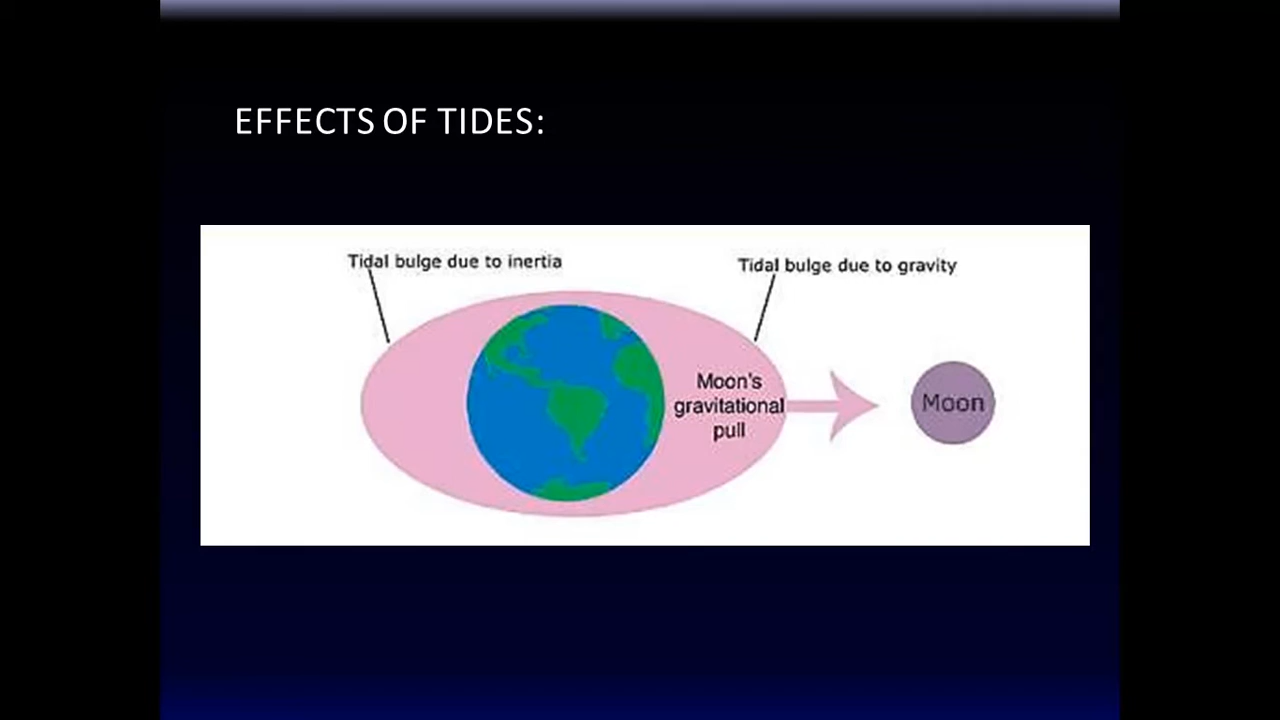 EFFECTS OF TIDES:
Tidal bulge due to inertia
Tidal bulge due to gravity
Moon's
gravitational
pull
Moon